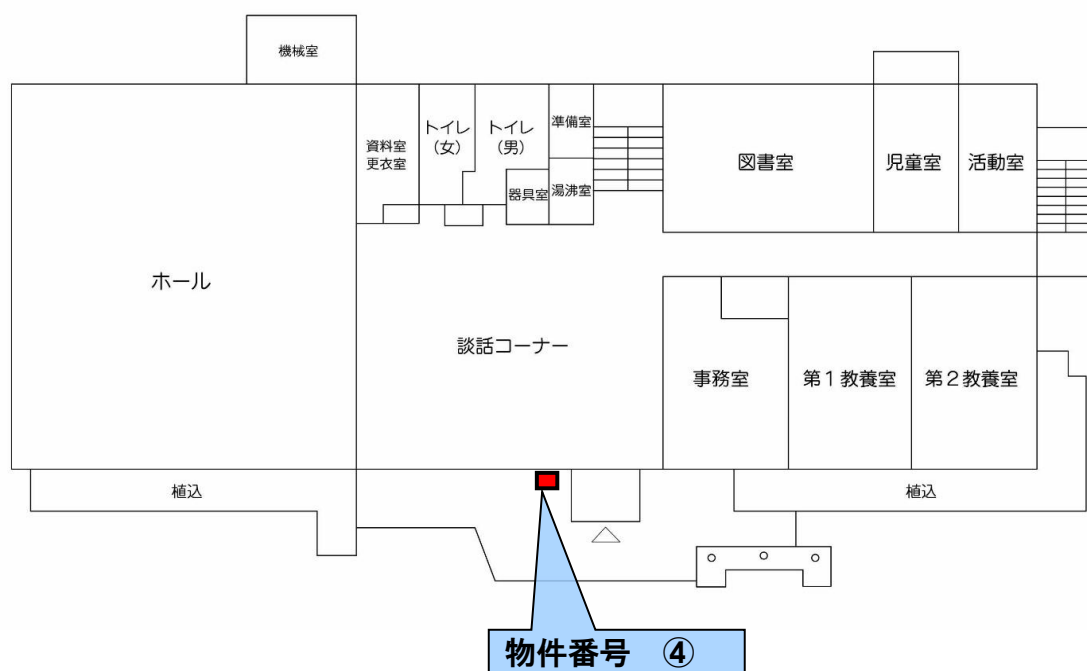 機械室
資料室
更衣室
トイレ
(女)
トイレ
(男)
準備室
器具室
湯沸室
図書室
児童室
活動室
ホール
談話コーナー
事務室
第1教養室
第2教養室
植込
植込
物件番号 ④